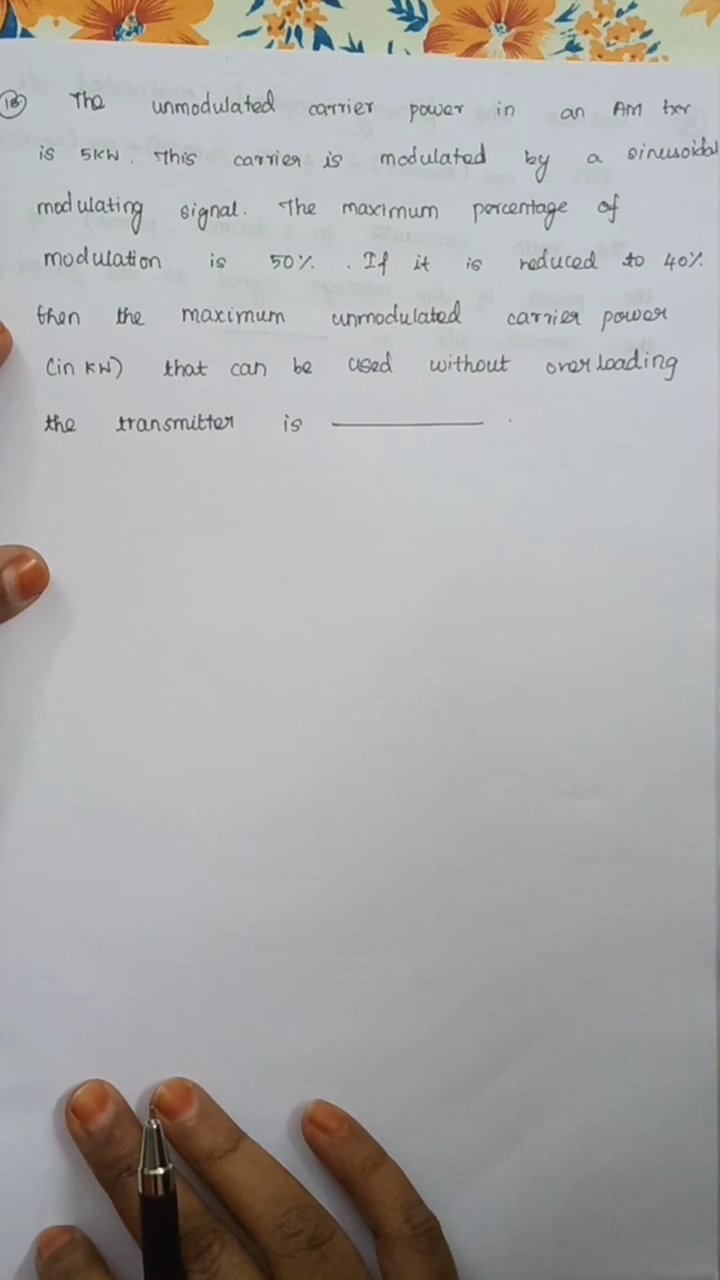 18 The unmodulated carrier power in an AM txr
is 5KW. This carrier is modulated by a sinusoidal
modulating signal. The maximum percentage of
modulation is 50%. If it is reduced to 40%
then the maximum unmodulated carrier power
(in KW) that can be used without overloading
the transmitter is ________ .